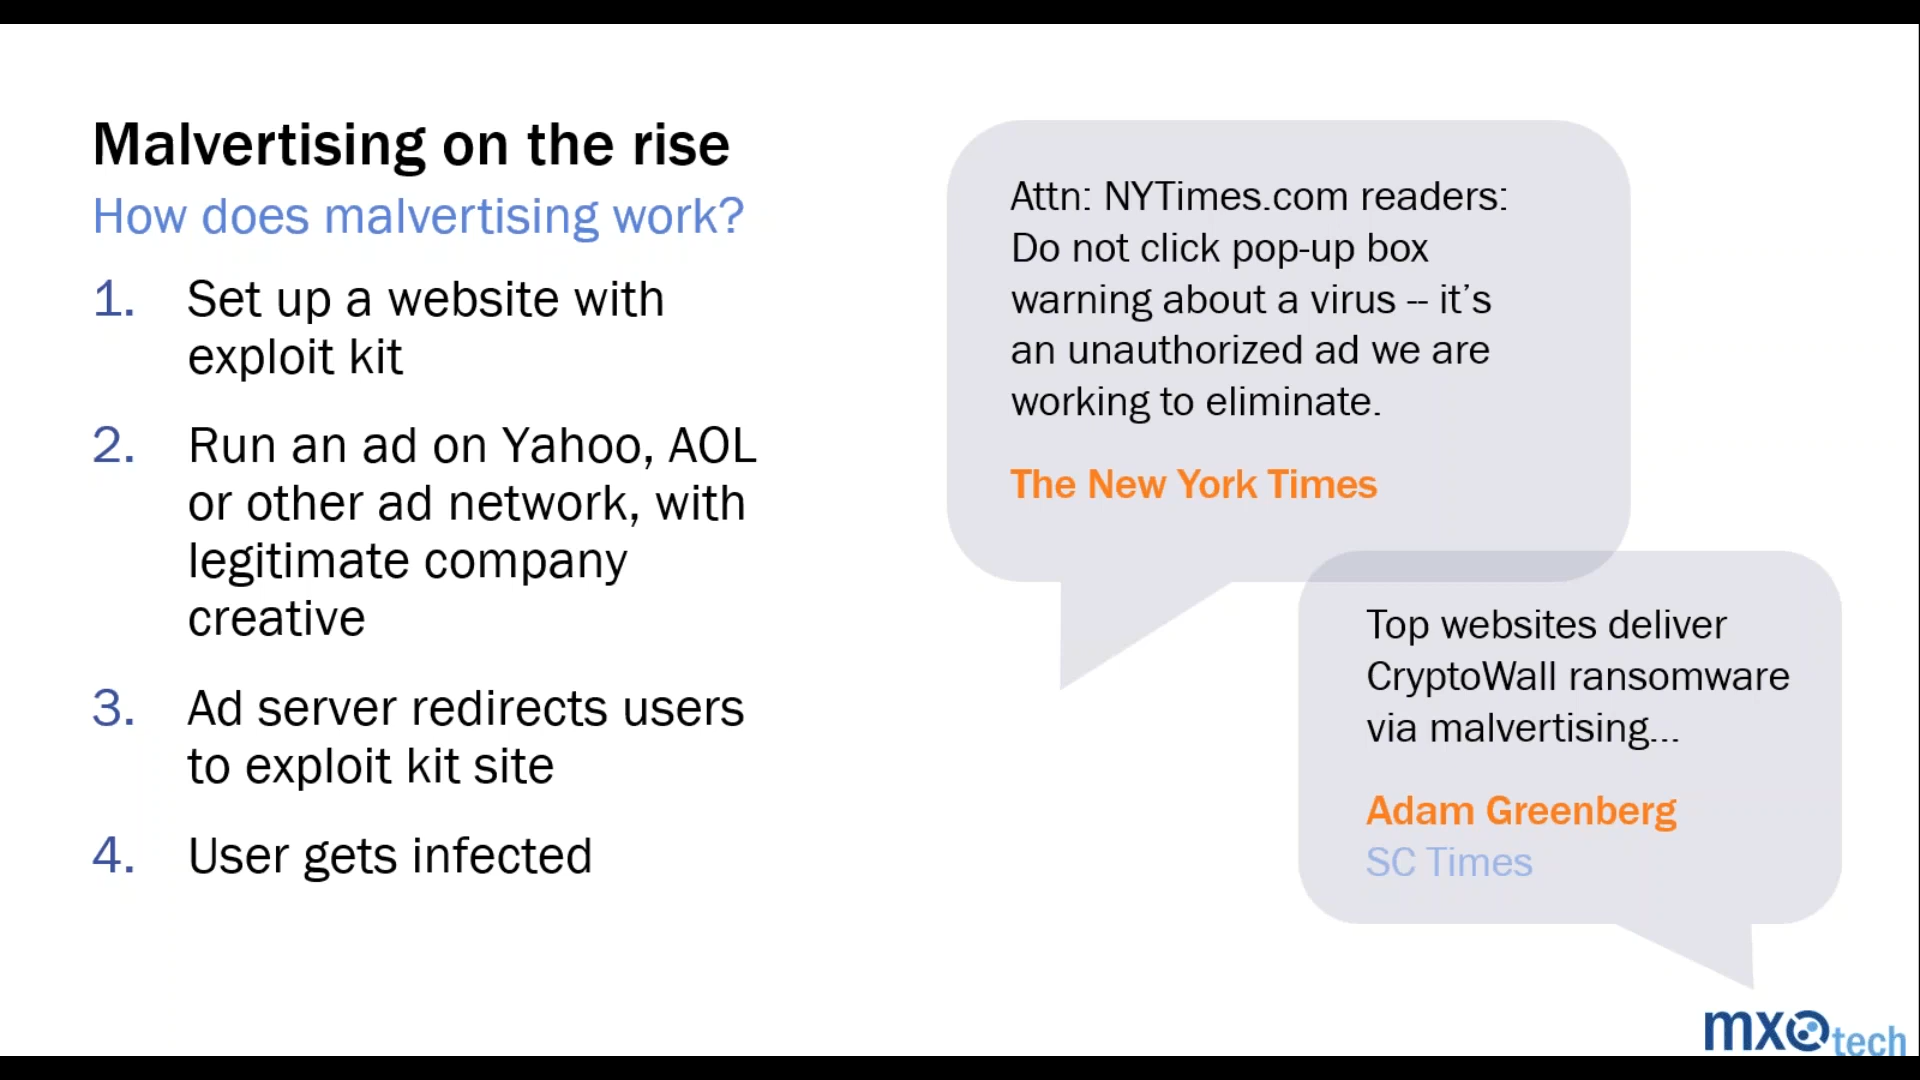 Malvertising on the rise
How does malvertising work?
1. Set up a website with
exploit kit
2. Run an ad on Yahoo, AOL
or other ad network, with
legitimate company
creative
3. Ad server redirects users
to exploit kit site
4. User gets infected
Attn: NYTimes.com readers:
Do not click pop-up box
warning about a virus -- it’s
an unauthorized ad we are
working to eliminate.
The New York Times
Top websites deliver
CryptoWall ransomware
via malvertising...
Adam Greenberg
SC Times
mxotech